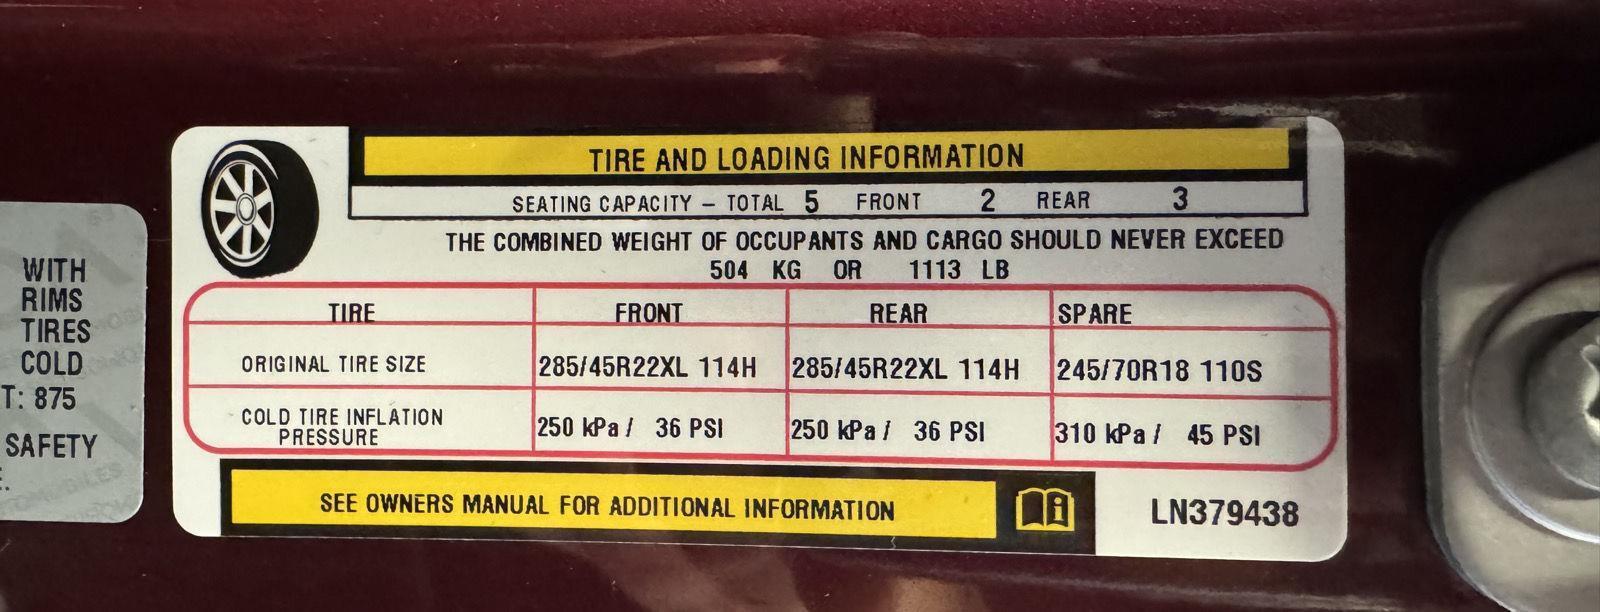 TIRE AND LOADING INFORMATION
SEATING CAPACITY – TOTAL 5 FRONT 2 REAR 3
THE COMBINED WEIGHT OF OCCUPANTS AND CARGO SHOULD NEVER EXCEED
504 KG OR 1113 LB
TIRE FRONT REAR SPARE
ORIGINAL TIRE SIZE 285/45R22XL 114H 285/45R22XL 114H 245/70R18 110S
COLD TIRE INFLATION
PRESSURE 250 kPa / 36 PSI 250 kPa / 36 PSI 310 kPa / 45 PSI
SEE OWNERS MANUAL FOR ADDITIONAL INFORMATION
LN379438
WITH
RIMS
TIRES
COLD
T: 875
SAFETY